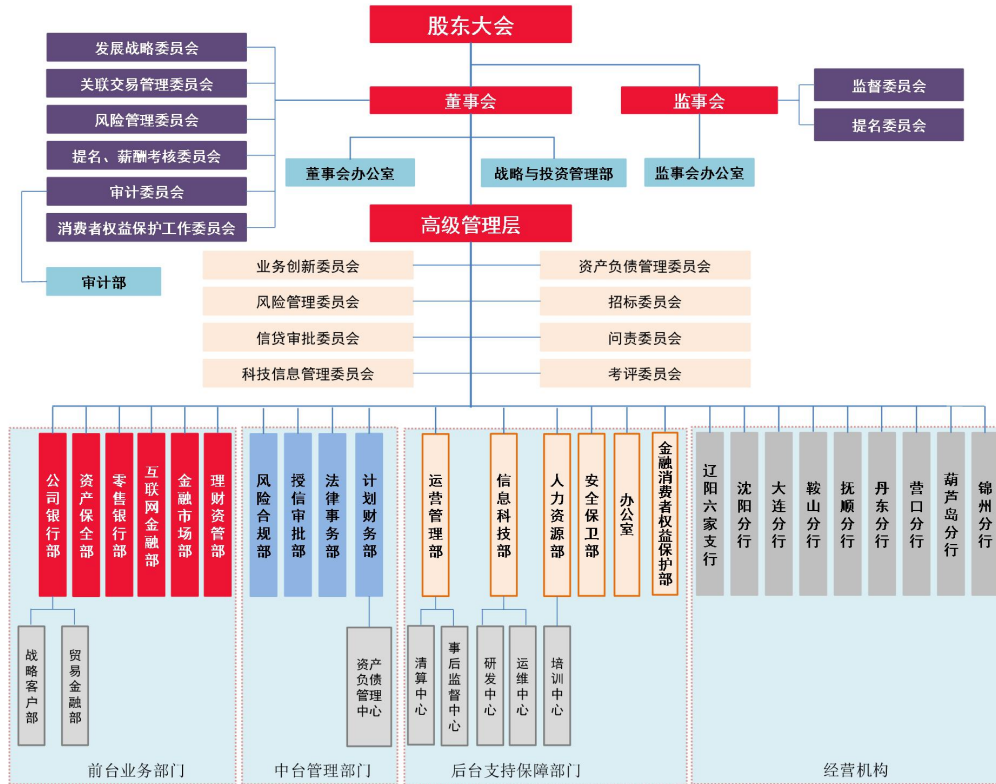 股东大会
发展战略委员会
关联交易管理委员会
风险管理委员会
提名、薪酬考核委员会
审计委员会
消费者权益保护工作委员会
审计部
董事会
监事会
监督委员会
提名委员会
董事会办公室
战略与投资管理部
监事会办公室
高级管理层
业务创新委员会
资产负债管理委员会
风险管理委员会
招标委员会
信贷审批委员会
问责委员会
科技信息管理委员会
考评委员会
公司银行部
资产保全部
零售银行部
互联网金融部
金融市场部
理财资管部
战略客户部
贸易金融部
前台业务部门
风险合规部
授信审批部
法律事务部
计划财务部
资产
负债
管理
中心
中台管理部门
运营管理部
信息科技部
人力资源部
安全保卫部
办公室
金融消费者权益保护部
清算中心
事后监督中心
研发中心
运维中心
培训中心
后台支持保障部门
辽阳六家支行
沈阳分行
大连分行
鞍山分行
抚顺分行
丹东分行
营口分行
葫芦岛分行
锦州分行
经营机构